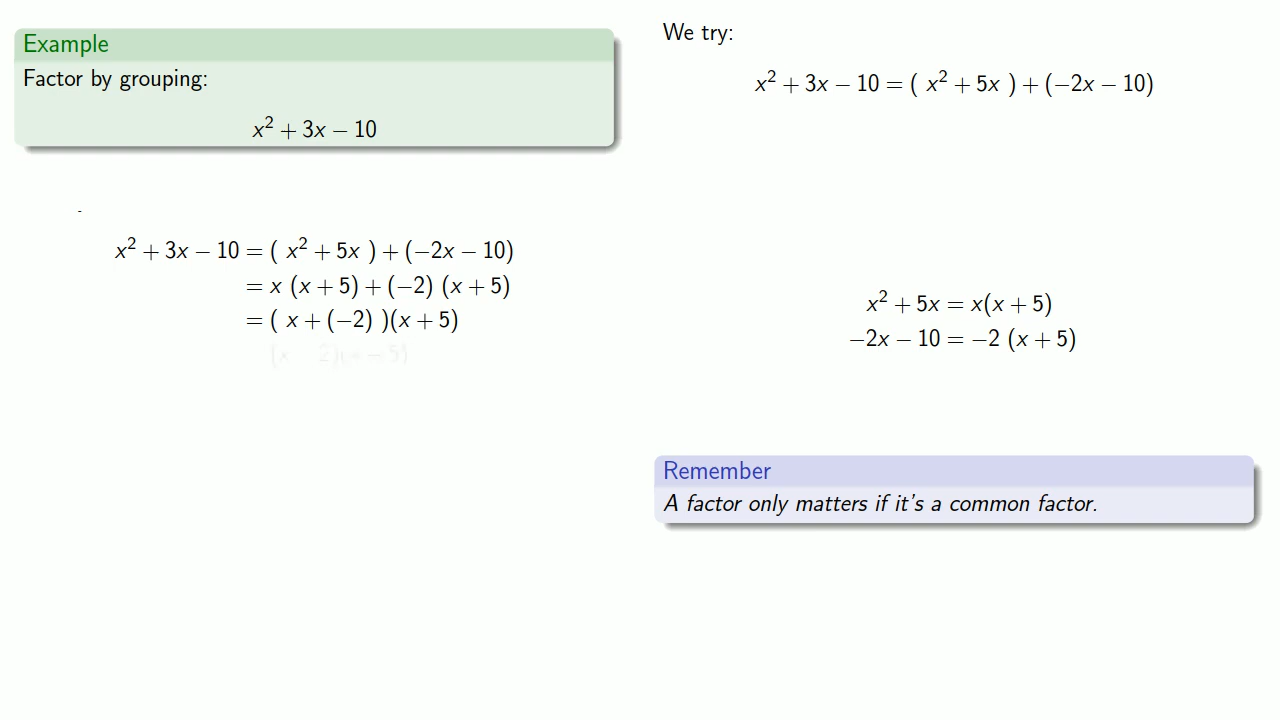 Example
Factor by grouping:
x² + 3x − 10
x² + 3x − 10 = ( x² + 5x ) + (−2x − 10)
= x (x + 5) + (−2) (x + 5)
= ( x + (−2) )(x + 5)
We try:
x² + 3x − 10 = ( x² + 5x ) + (−2x − 10)
x² + 5x = x(x + 5)
−2x − 10 = −2 (x + 5)
Remember
A factor only matters if it's a common factor.